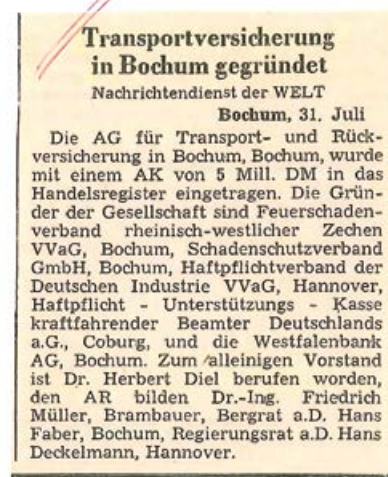 Transportversicherung
in Bochum gegründet
Nachrichtendienst der WELT
Bochum, 31. Juli
Die AG für Transport- und Rück-
versicherung in Bochum, Bochum, wurde
mit einem AK von 5 Mill. DM in das
Handelsregister eingetragen. Die Grün-
der der Gesellschaft sind Feuerschaden-
verband rheinisch-westlicher Zechen
VVaG, Bochum, Schadenschutzverband
GmbH, Bochum, Haftpflichtverband der
Deutschen Industrie VVaG, Hannover,
Haftpflicht - Unterstützungs - Kasse
kraftfahrender Beamter Deutschlands
a.G., Coburg, und die Westfalenbank
AG, Bochum. Zum alleinigen Vorstand
ist Dr. Herbert Diel berufen worden,
den AR bilden Dr.-Ing. Friedrich
Müller, Brambauer, Bergrat a.D. Hans
Faber, Bochum, Regierungsrat a.D. Hans
Deckelmann, Hannover.